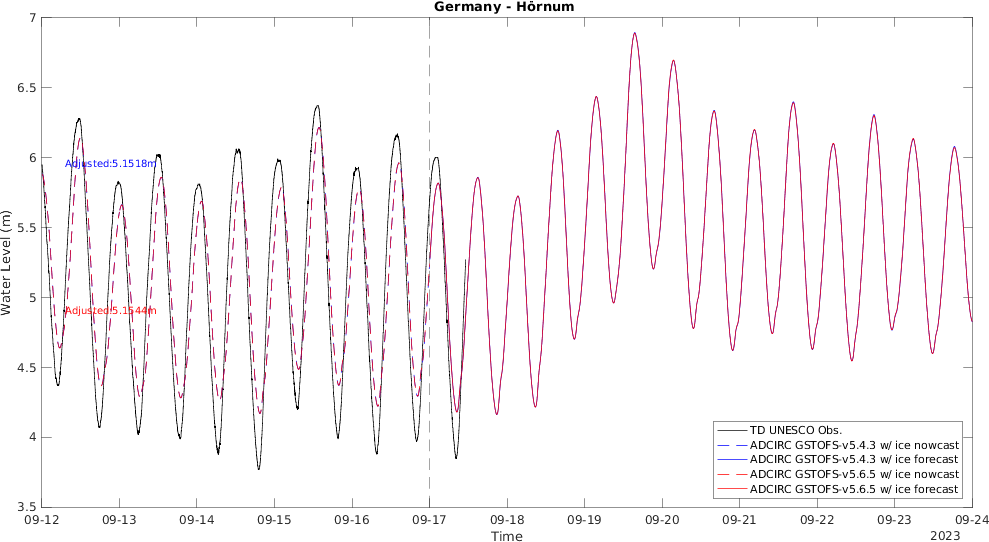 Germany - Hörnum
7
6.5
6
5.5
5
4.5
4
3.5
Water Level (m)
Adjusted:5.1518m
Adjusted:5.1544m
TD UNESCO Obs.
ADCIRC GSTOFS-v5.4.3 w/ ice nowcast
ADCIRC GSTOFS-v5.4.3 w/ ice forecast
ADCIRC GSTOFS-v5.6.5 w/ ice nowcast
ADCIRC GSTOFS-v5.6.5 w/ ice forecast
09-12 09-13 09-14 09-15 09-16 09-17 09-18 09-19 09-20 09-21 09-22 09-23 09-24
Time
2023